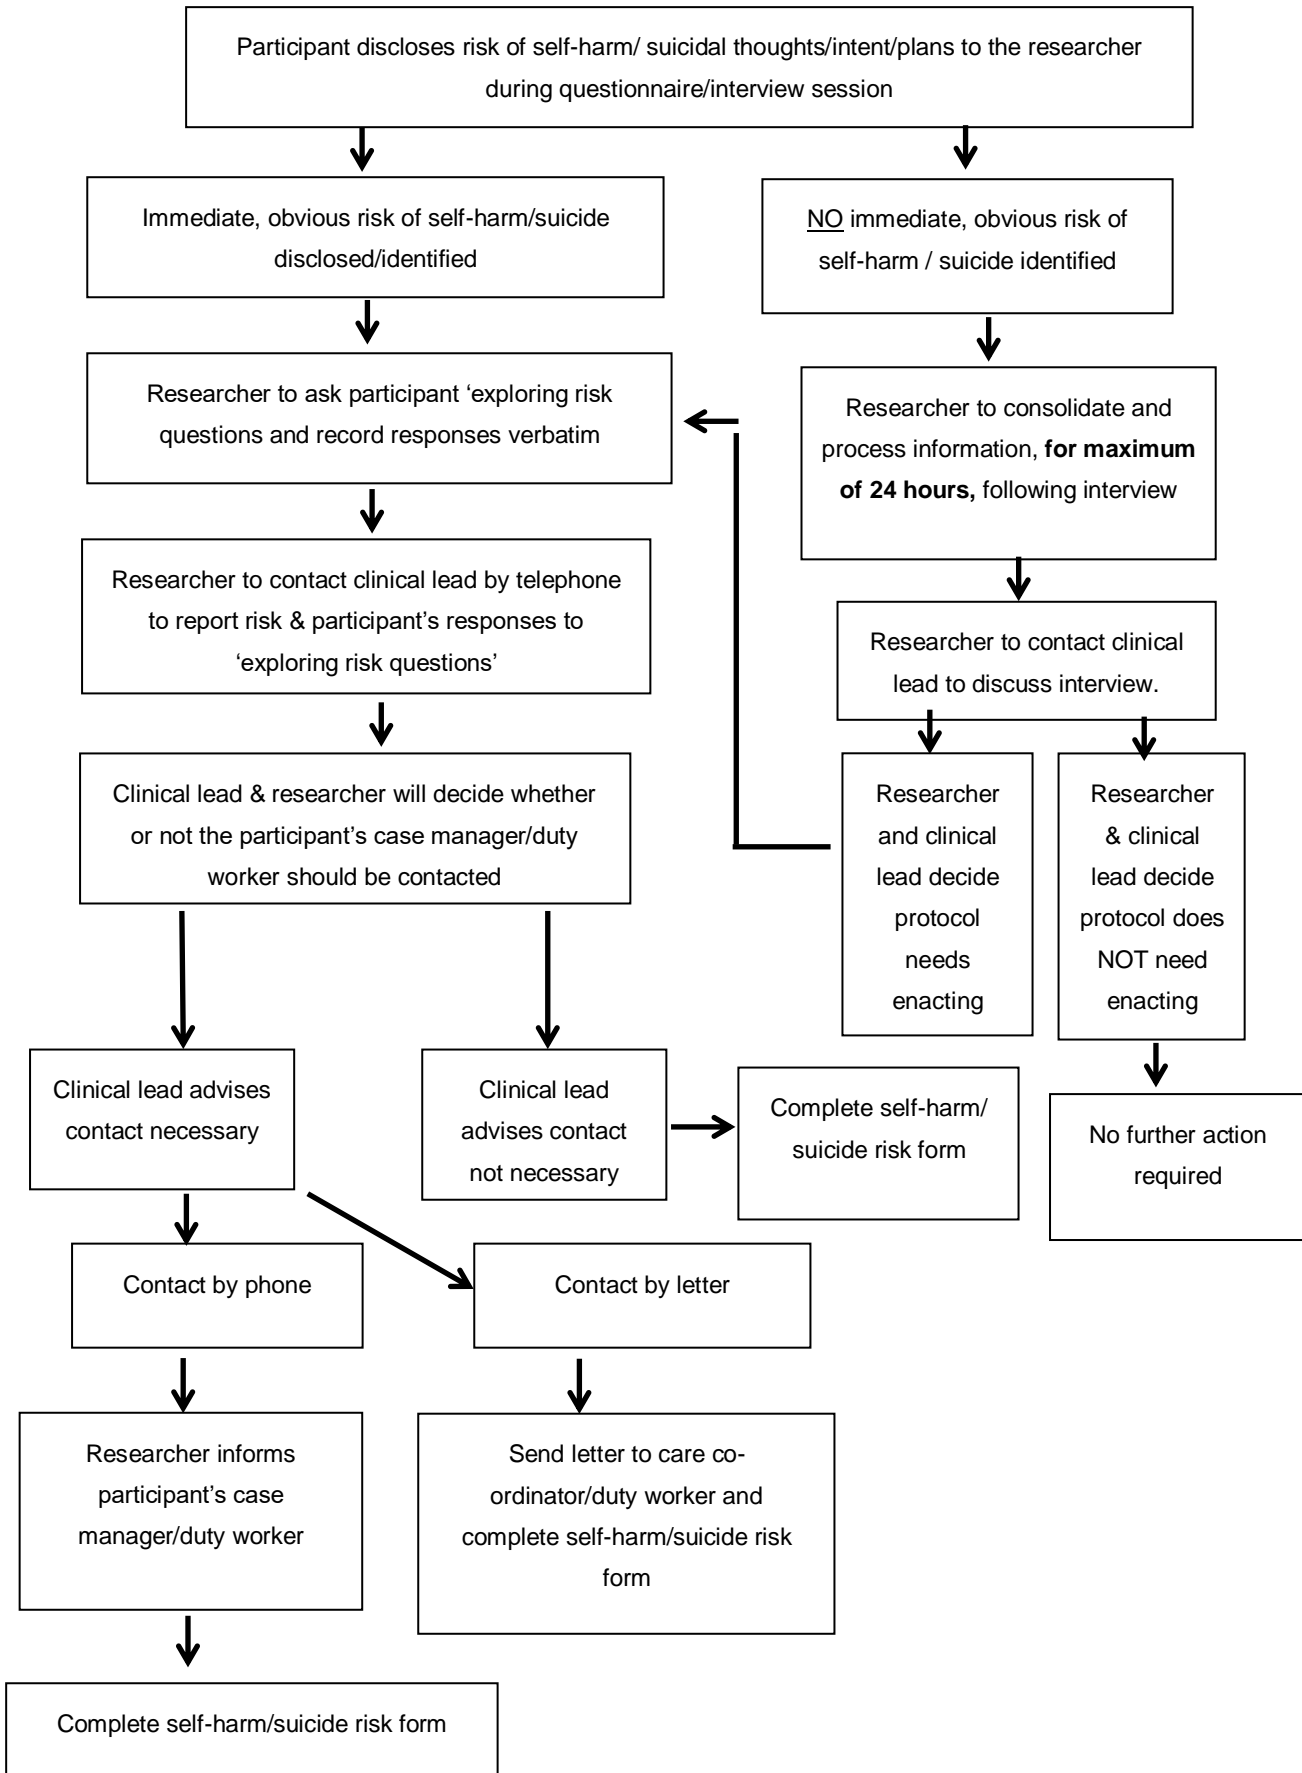 Participant discloses risk of self-harm/ suicidal thoughts/intent/plans to the researcher
during questionnaire/interview session
Immediate, obvious risk of self-harm/suicide
disclosed/identified
NO immediate, obvious risk of
self-harm / suicide identified
Researcher to ask participant ‘exploring risk
questions and record responses verbatim
Researcher to consolidate and
process information, for maximum
of 24 hours, following interview
Researcher to contact clinical lead by telephone
to report risk & participant’s responses to
‘exploring risk questions’
Researcher to contact clinical
lead to discuss interview.
Clinical lead & researcher will decide whether
or not the participant’s case manager/duty
worker should be contacted
Researcher
and clinical
lead decide
protocol
needs
enacting
Researcher
& clinical
lead decide
protocol does
NOT need
enacting
Clinical lead advises
contact necessary
Clinical lead
advises contact
not necessary
Complete self-harm/
suicide risk form
No further action
required
Contact by phone
Contact by letter
Researcher informs
participant’s case
manager/duty worker
Send letter to care co-
ordinator/duty worker and
complete self-harm/suicide risk
form
Complete self-harm/suicide risk form